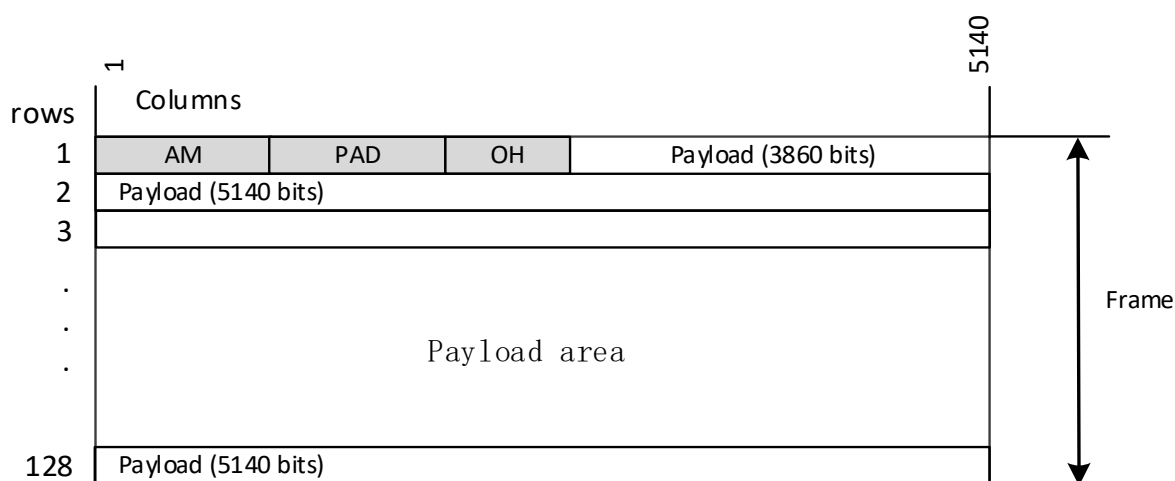 1
5140
Columns
rows
1
AM
PAD
OH
Payload (3860 bits)
2
Payload (5140 bits)
3
.
.
.
Payload area
Frame
128
Payload (5140 bits)